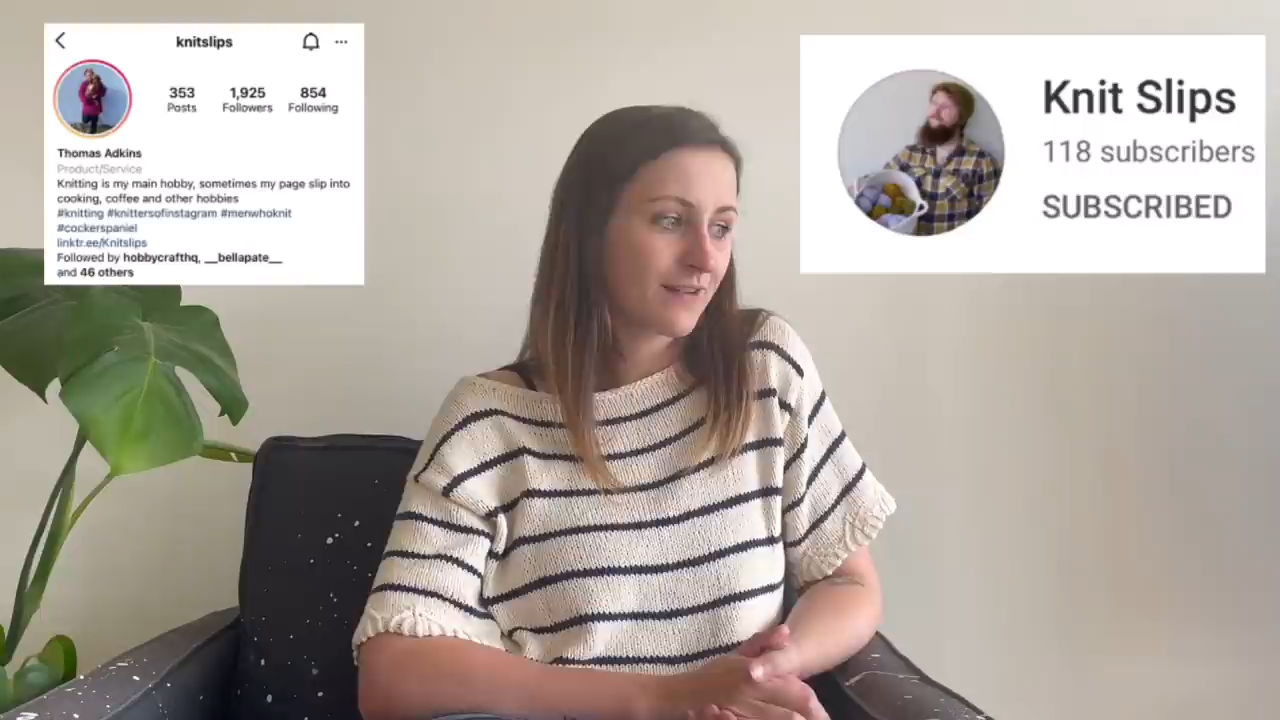 knitslips
353
1,925
854
Posts
Followers
Following
Thomas Adkins
Product/Service
Knitting is my main hobby, sometimes my page slip into
cooking, coffee and other hobbies
#knitting #knittersofinstagram #menwhoknit
#cockerspaniel
linktr.ee/Knitslips
Followed by hobbycrafthq, __bellapate__
and 46 others
Knit Slips
118 subscribers
SUBSCRIBED